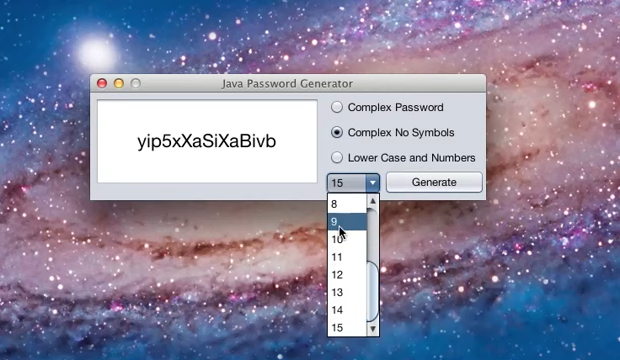 Java Password Generator
yip5xXaSiXaBivb
Complex Password
Complex No Symbols
Lower Case and Numbers
15
Generate
8
9
10
11
12
13
14
15